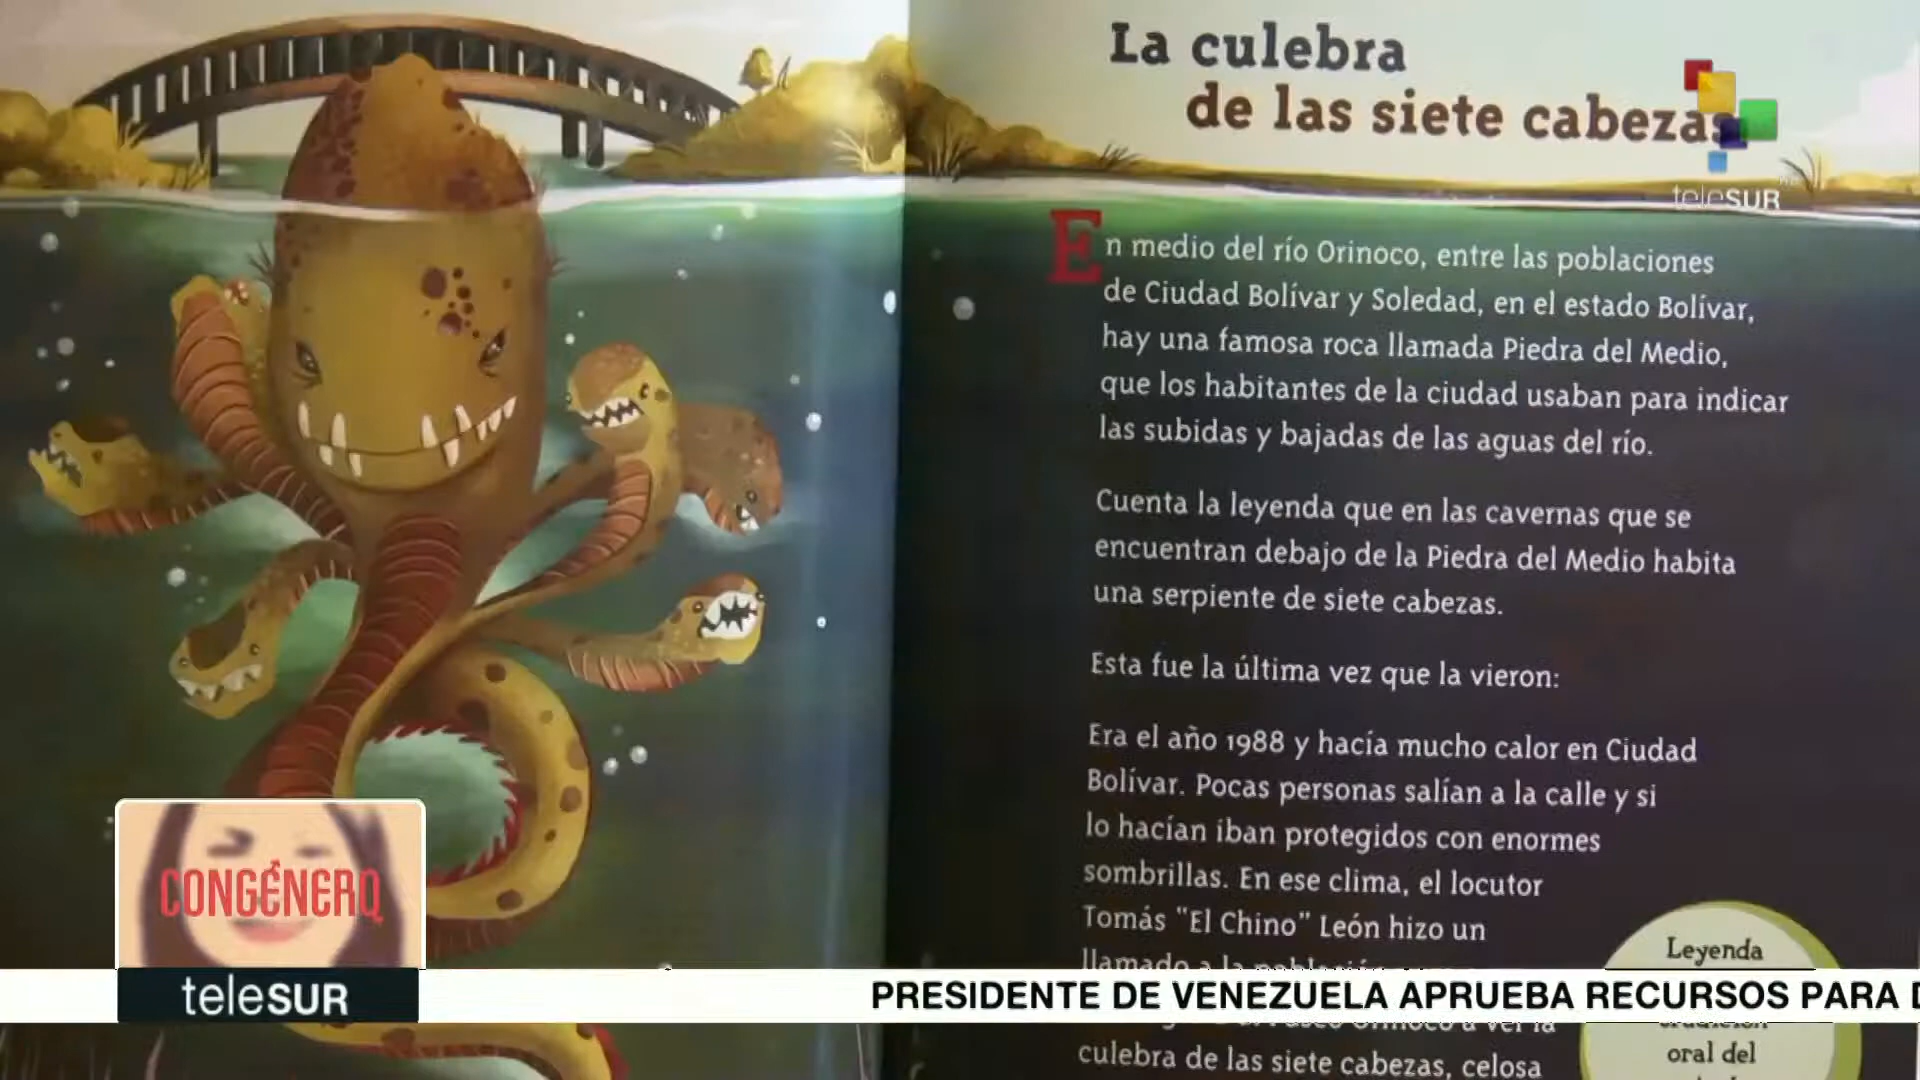 La culebra
de las siete cabezas
teleSUR
En medio del río Orinoco, entre las poblaciones
de Ciudad Bolívar y Soledad, en el estado Bolívar,
hay una famosa roca llamada Piedra del Medio,
que los habitantes de la ciudad usaban para indicar
las subidas y bajadas de las aguas del río.
Cuenta la leyenda que en las cavernas que se
encuentran debajo de la Piedra del Medio habita
una serpiente de siete cabezas.
Esta fue la última vez que la vieron:
Era el año 1988 y hacía mucho calor en Ciudad
Bolívar. Pocas personas salían a la calle y si
lo hacían iban protegidos con enormes
sombrillas. En ese clima, el locutor
Tomás "El Chino" León hizo un
llamado a la población
Orinoco a ver la
culebra de las siete cabezas, celosa
Leyenda
oral del
CONGÉNERO
teleSUR
PRESIDENTE DE VENEZUELA APRUEBA RECURSOS PARA